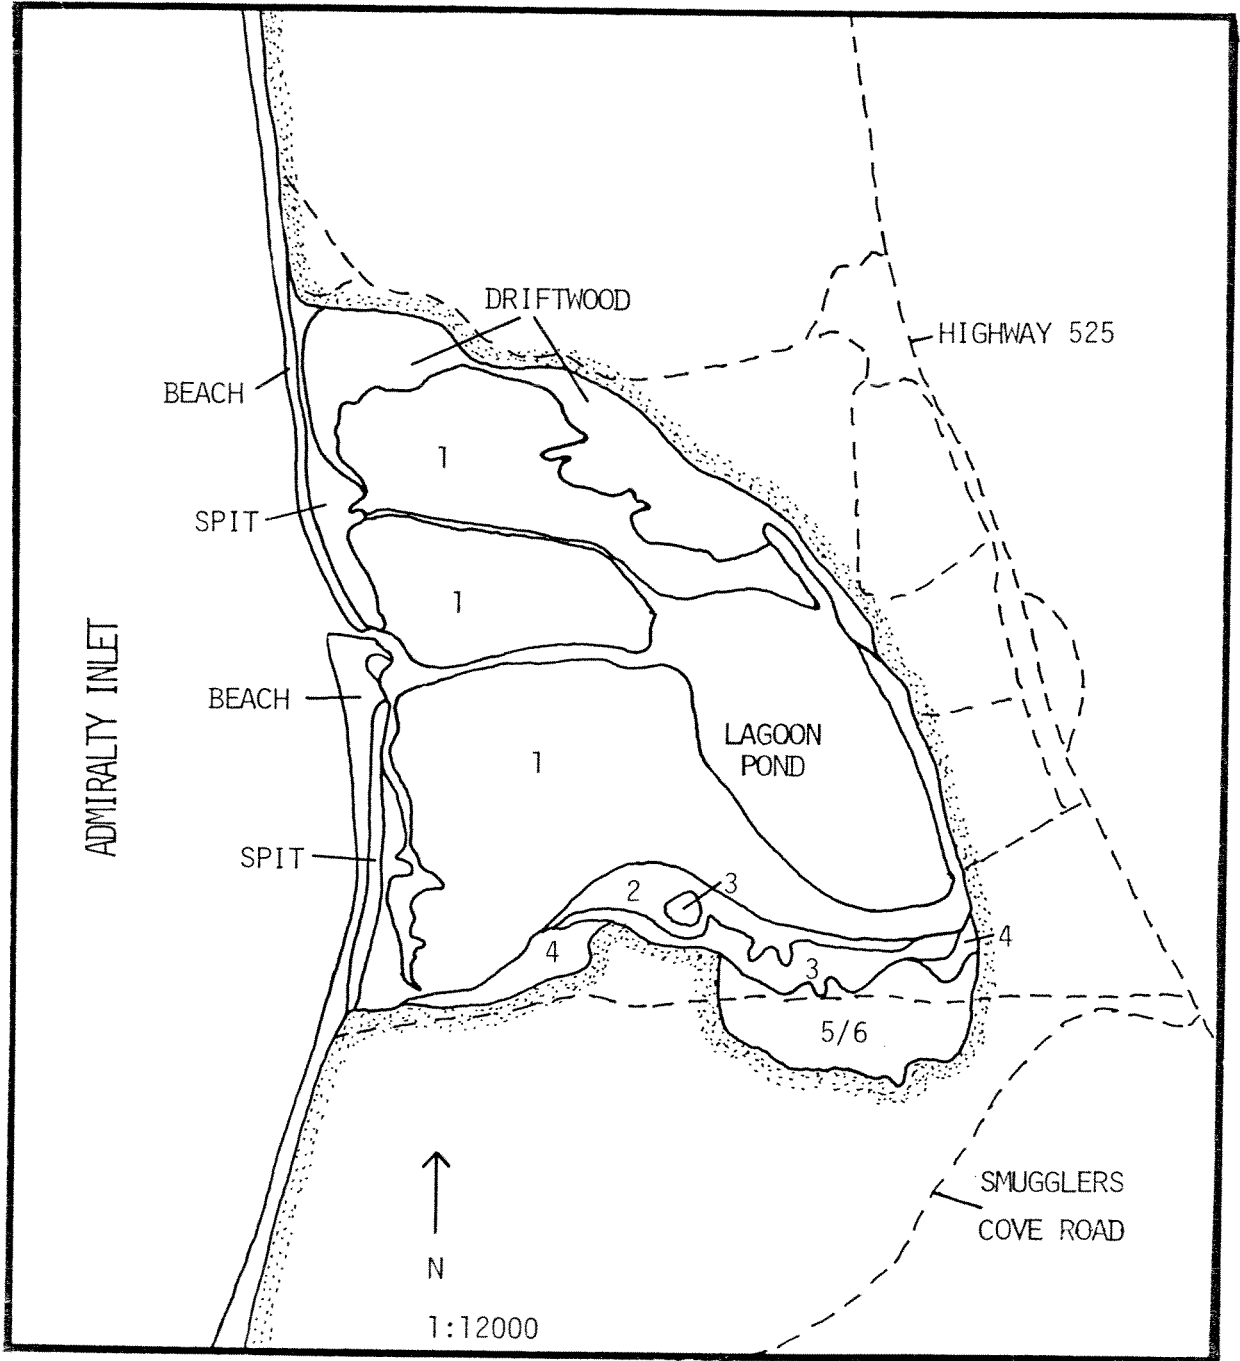 DRIFTWOOD
HIGHWAY 525
BEACH
1
SPIT
1
ADMIRALTY INLET
BEACH
LAGOON
POND
1
SPIT
2
3
4
3
4
5/6
SMUGGLERS
COVE ROAD
N
1:12000